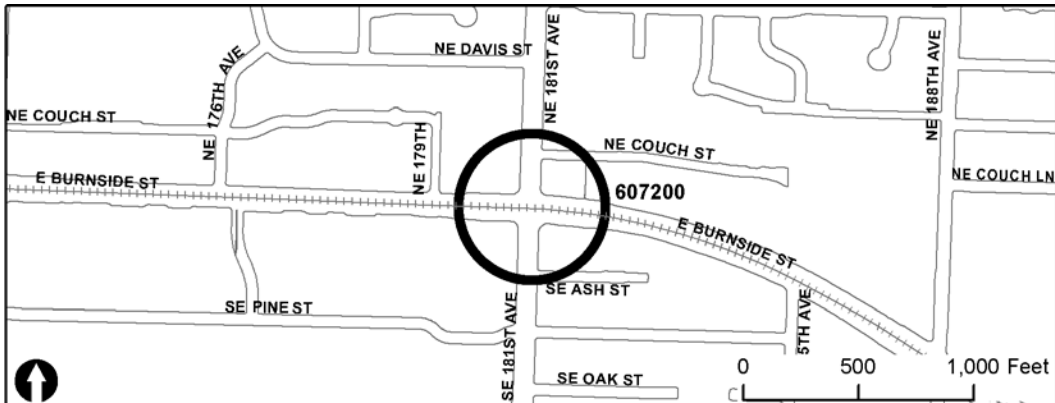 NE DAVIS ST
NE 176TH AVE
NE 181ST AVE
NE 188TH AVE
NE COUCH ST
NE 179TH
NE COUCH ST
E BURNSIDE ST
NE COUCH LN
607200
E BURNSIDE ST
SE ASH ST
SE PINE ST
SE 181ST AVE
5TH AVE
SE OAK ST
0 500 1,000 Feet